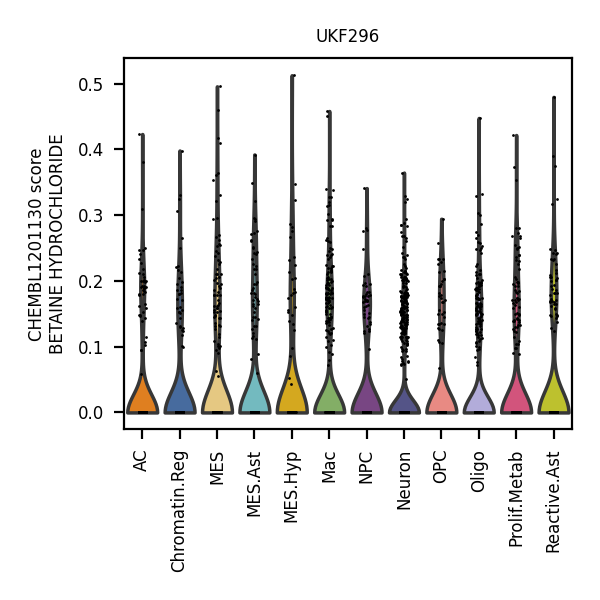 UKF296
CHEMBL1201130 score
BETAINE HYDROCHLORIDE
0.5
0.4
0.3
0.2
0.1
0.0
AC
Chromatin.Reg
MES
MES.Ast
MES.Hyp
Mac
NPC
Neuron
OPC
Oligo
Prolif.Metab
Reactive.Ast